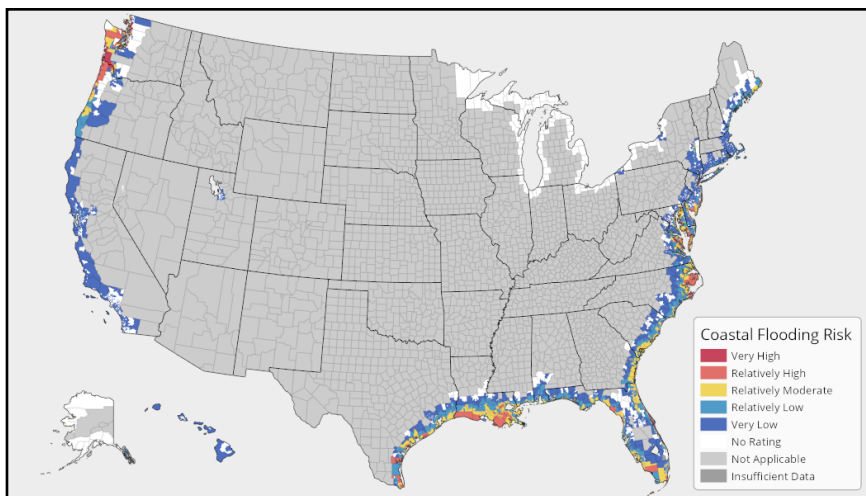 Coastal Flooding Risk
Very High
Relatively High
Relatively Moderate
Relatively Low
Very Low
No Rating
Not Applicable
Insufficient Data